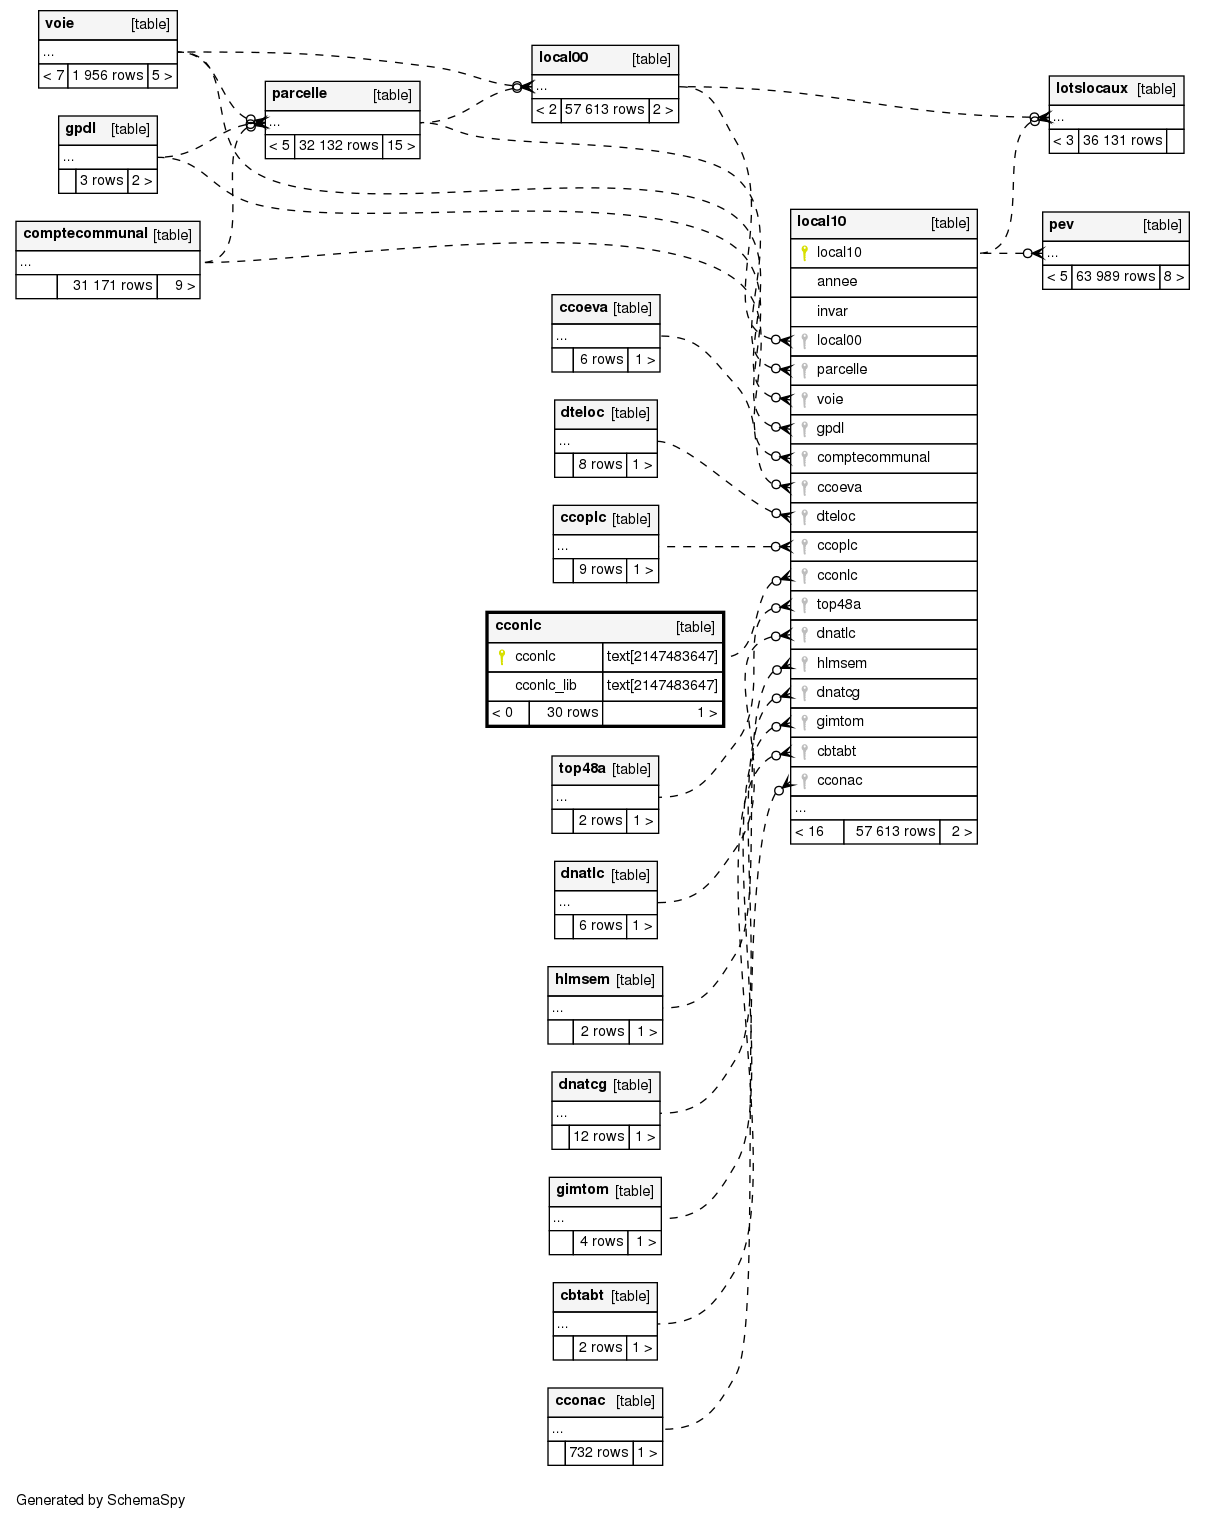 voie [table]
...
< 7 1 956 rows 5 >
local00 [table]
...
< 2 57 613 rows 2 >
parcelle [table]
...
< 5 32 132 rows 15 >
lotslocaux [table]
...
< 3 36 131 rows
gpdl [table]
...
3 rows 2 >
comptecommunal [table]
...
31 171 rows 9 >
local10 [table]
local10
annee
invar
local00
parcelle
voie
gpdl
comptecommunal
ccoeva
dteloc
ccoplc
cconlc
top48a
dnatlc
hlmsem
dnatcg
gimtom
cbtabt
cconac
...
< 16 57 613 rows 2 >
pev [table]
...
< 5 63 989 rows 8 >
ccoeva [table]
...
6 rows 1 >
dteloc [table]
...
8 rows 1 >
ccoplc [table]
...
9 rows 1 >
cconlc [table]
cconlc text[2147483647]
cconlc_lib text[2147483647]
< 0 30 rows 1 >
top48a [table]
...
2 rows 1 >
dnatlc [table]
...
6 rows 1 >
hlmsem [table]
...
2 rows 1 >
dnatcg [table]
...
12 rows 1 >
gimtom [table]
...
4 rows 1 >
cbtabt [table]
...
2 rows 1 >
cconac [table]
...
732 rows 1 >
Generated by SchemaSpy